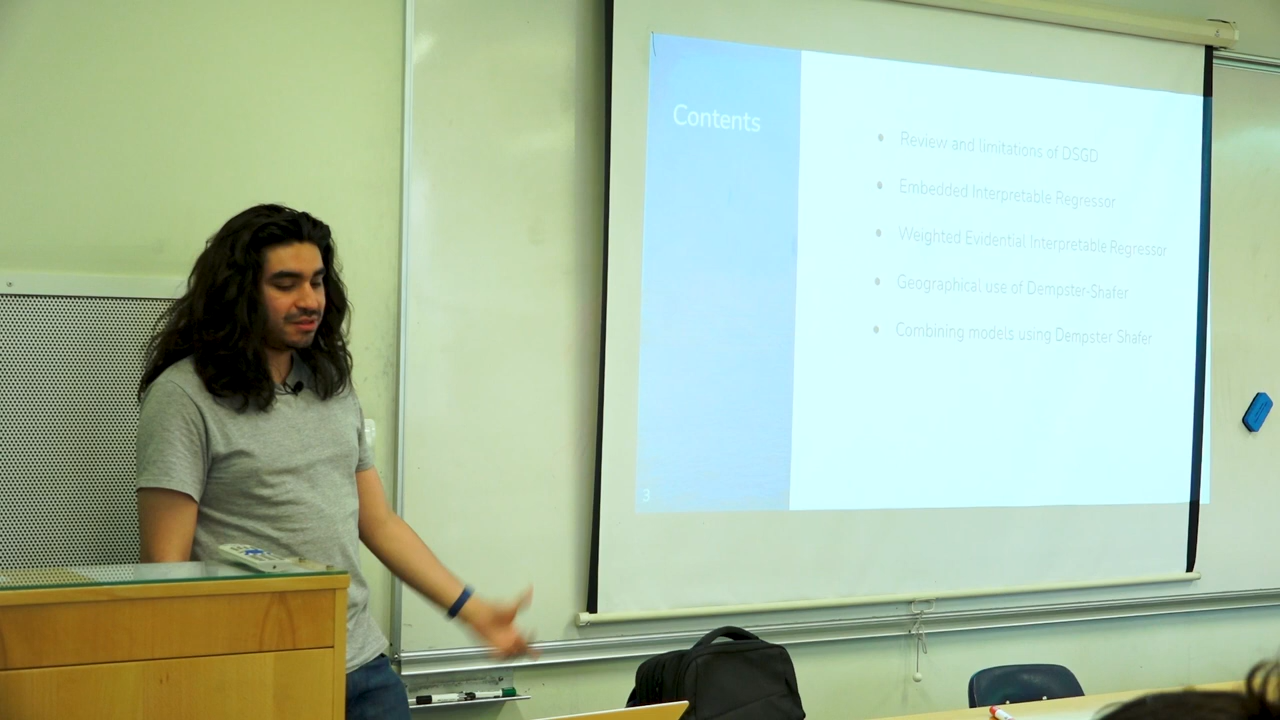 Contents
Review and limitations of DSGD
Embedded Interpretable Regressor
Weighted Evidential Interpretable Regressor
Geographical use of Dempster-Shafer
Combining models using Dempster Shafer
3